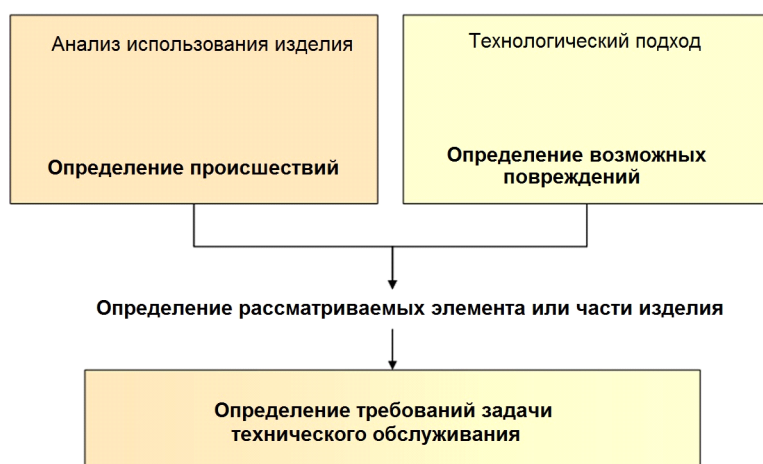 Анализ использования изделия
Технологический подход
Определение происшествий
Определение возможных
повреждений
Определение рассматриваемых элемента или части изделия
Определение требований задачи
технического обслуживания